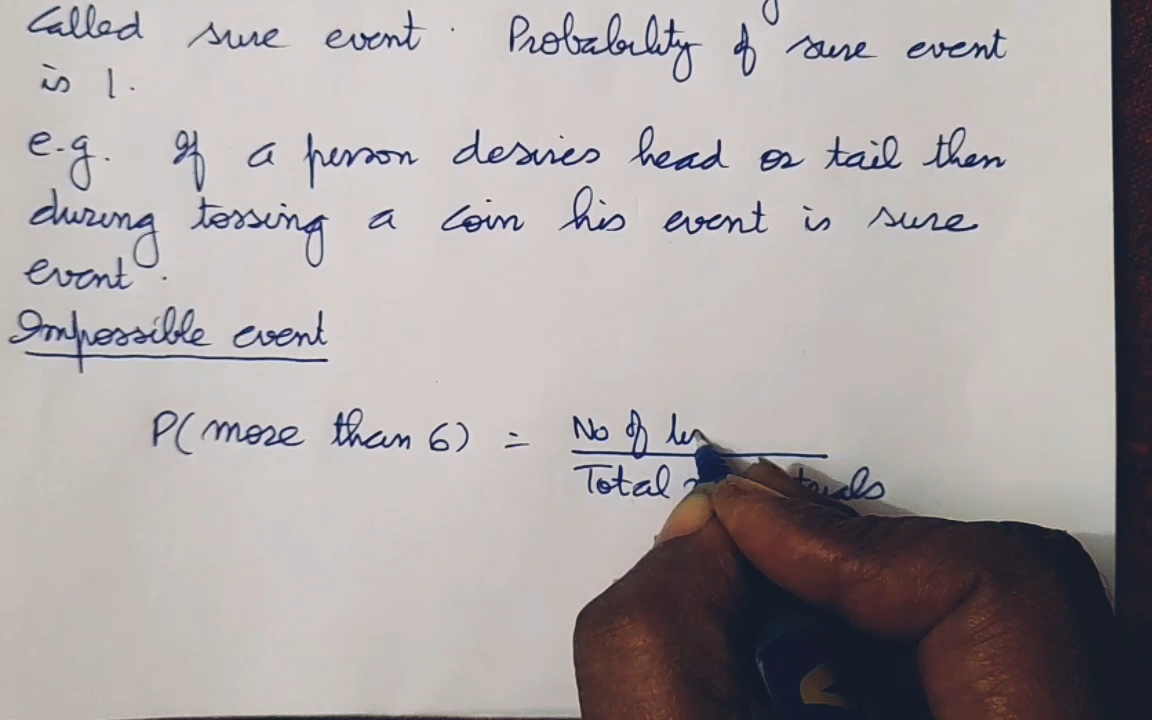 called sure event. Probability of sure event
is 1.
e.g. If a person desires head or tail then
during tossing a coin his event is sure
event.
Impossible event
P(more than 6) = No of
Total trials